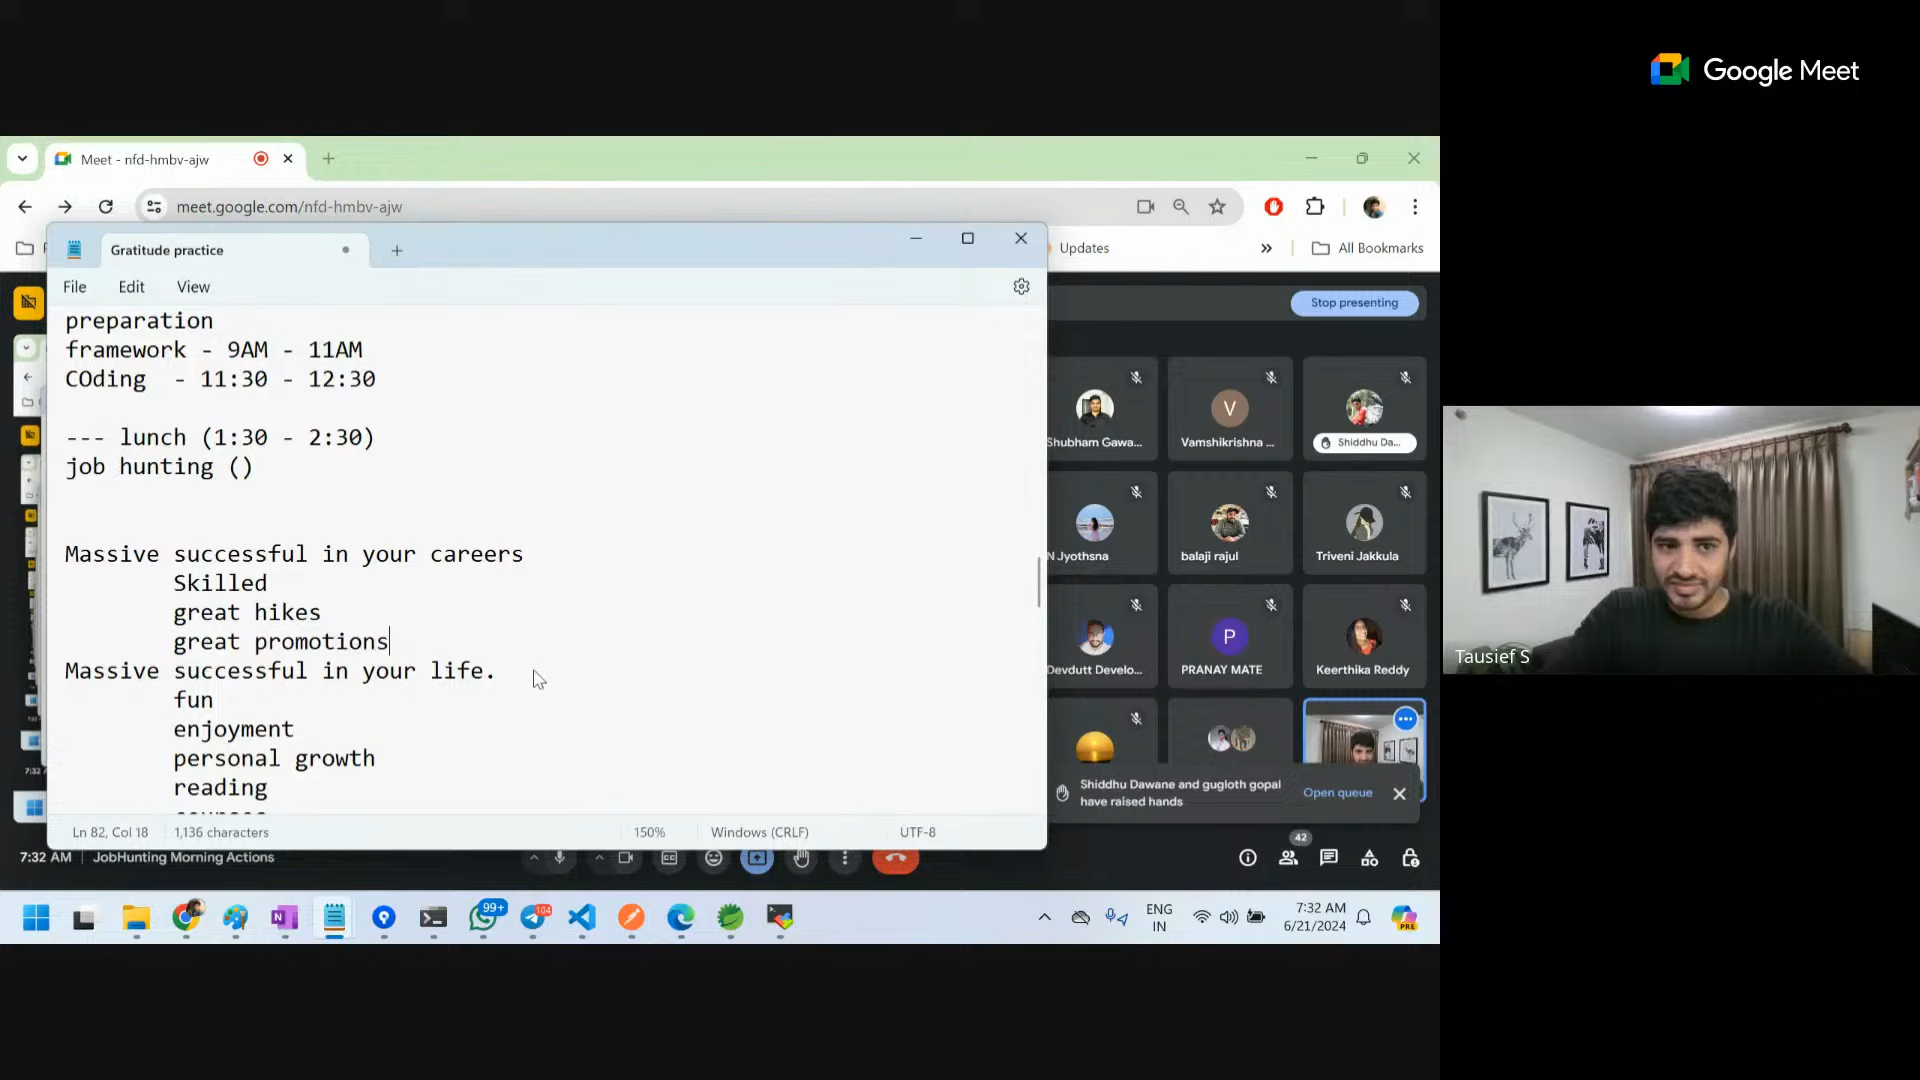 Google Meet
Meet - nfd-hmbv-ajw
meet.google.com/nfd-hmbv-ajw
Updates
All Bookmarks
Gratitude practice
File Edit View
Stop presenting
preparation
framework - 9AM - 11AM
COding - 11:30 - 12:30
--- lunch (1:30 - 2:30)
job hunting ()
Massive successful in your careers
Skilled
great hikes
great promotions
Massive successful in your life.
fun
enjoyment
personal growth
reading
Ln 82, Col 18 1,136 characters 150% Windows (CRLF) UTF-8
Shubham Gawa...
V
Vamshikrishna ...
Shiddhu Da...
N Jyothsna
balaji rajul
Triveni Jakkula
Devdutt Develo...
P
PRANAY MATE
Keerthika Reddy
Shiddhu Dawane and gugloth gopal
have raised hands
Open queue
42
7:32 AM JobHunting Morning Actions
99+
104
ENG
IN
7:32 AM
6/21/2024
PRE
Tausief S